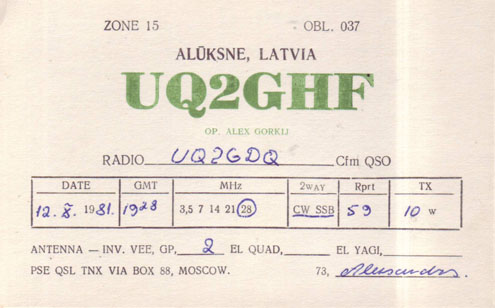 ZONE 15 OBL. 037
ALŪKSNE, LATVIA
UQ2GHF
OP. ALEX GORKIJ
RADIO UQ2GDQ Cfm QSO
DATE GMT MHz 2WAY Rprt TX
12. X. 1981. 1928 3,5 7 14 21 28 CW SSB 59 10 W
ANTENNA — INV. VEE, GP, 2 EL QUAD, EL YAGI,
PSE QSL TNX VIA BOX 88, MOSCOW. 73, Aleksandrs.